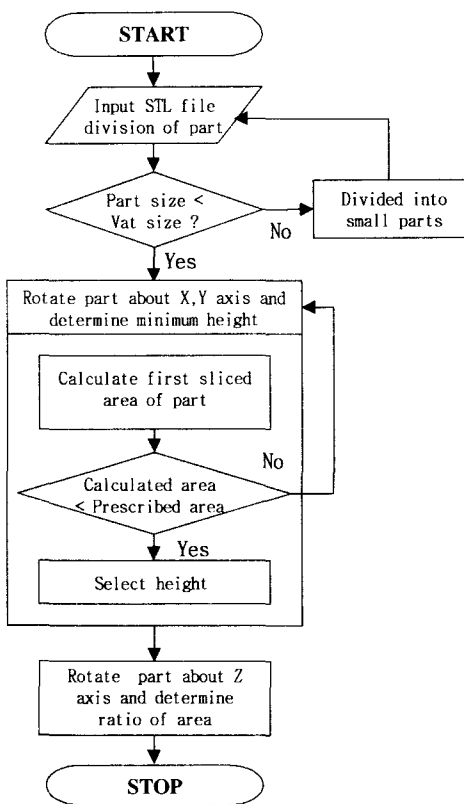 START
Input STL file
division of part
Part size <
Vat size ?
No
Divided into
small parts
Yes
Rotate part about X,Y axis and
determine minimum height
Calculate first sliced
area of part
No
Calculated area
< Prescribed area
Yes
Select height
Rotate part about Z
axis and determine
ratio of area
STOP